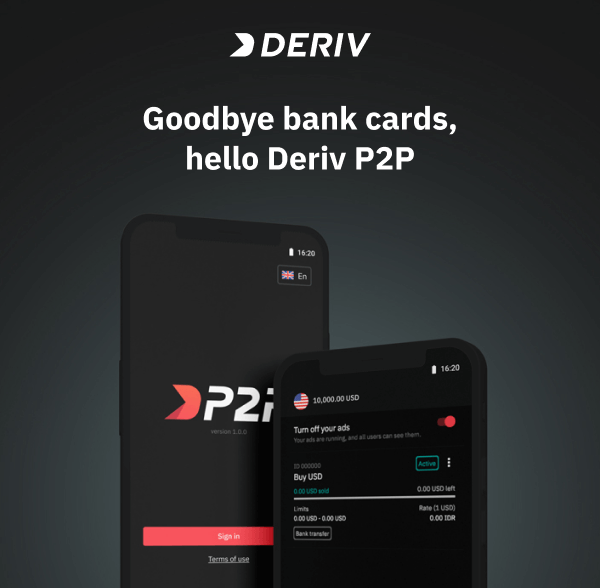 DERIV
Goodbye bank cards,
hello Deriv P2P
16:20
En
P2P
version 1.0.0
Sign in
Terms of use
16:20
10,000.00 USD
Turn off your ads
Your ads are running, and all users can see them.
ID 000000
Active
Buy USD
0.00 USD sold
0.00 USD left
Limits
Rate (1 USD)
0.00 USD - 0.00 USD
0.00 IDR
Bank transfer